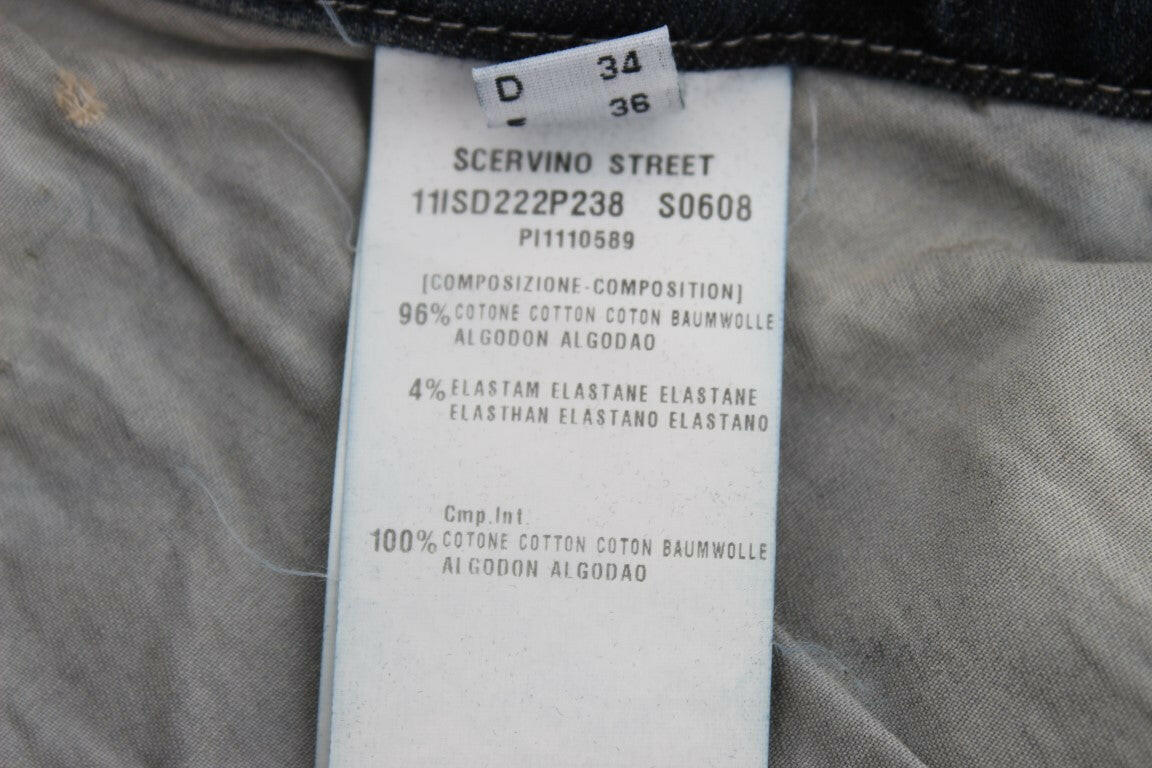 D 34
36
SCERVINO STREET
11ISD222P238 S0608
PI1110589
[COMPOSIZIONE-COMPOSITION]
96% COTONE COTTON COTON BAUMWOLLE
ALGODON ALGODAO
4% ELASTAM ELASTANE ELASTANE
ELASTHAN ELASTANO ELASTANO
Cmp.Int.
100% COTONE COTTON COTON BAUMWOLLE
ALGODON ALGODAO